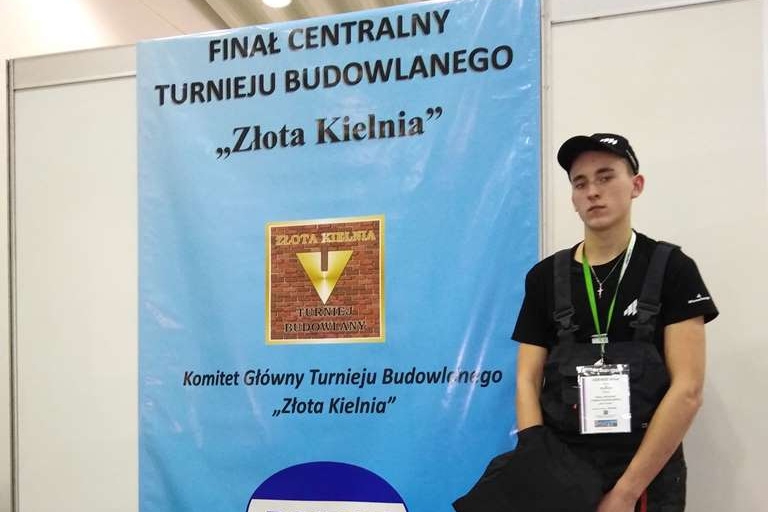 FINAŁ CENTRALNY
TURNIEJU BUDOWLANEGO
„Złota Kielnia”
ZŁOTA KIELNIA
TURNIEJ
BUDOWLANY
Komitet Główny Turnieju Budowlanego
„Złota Kielnia”